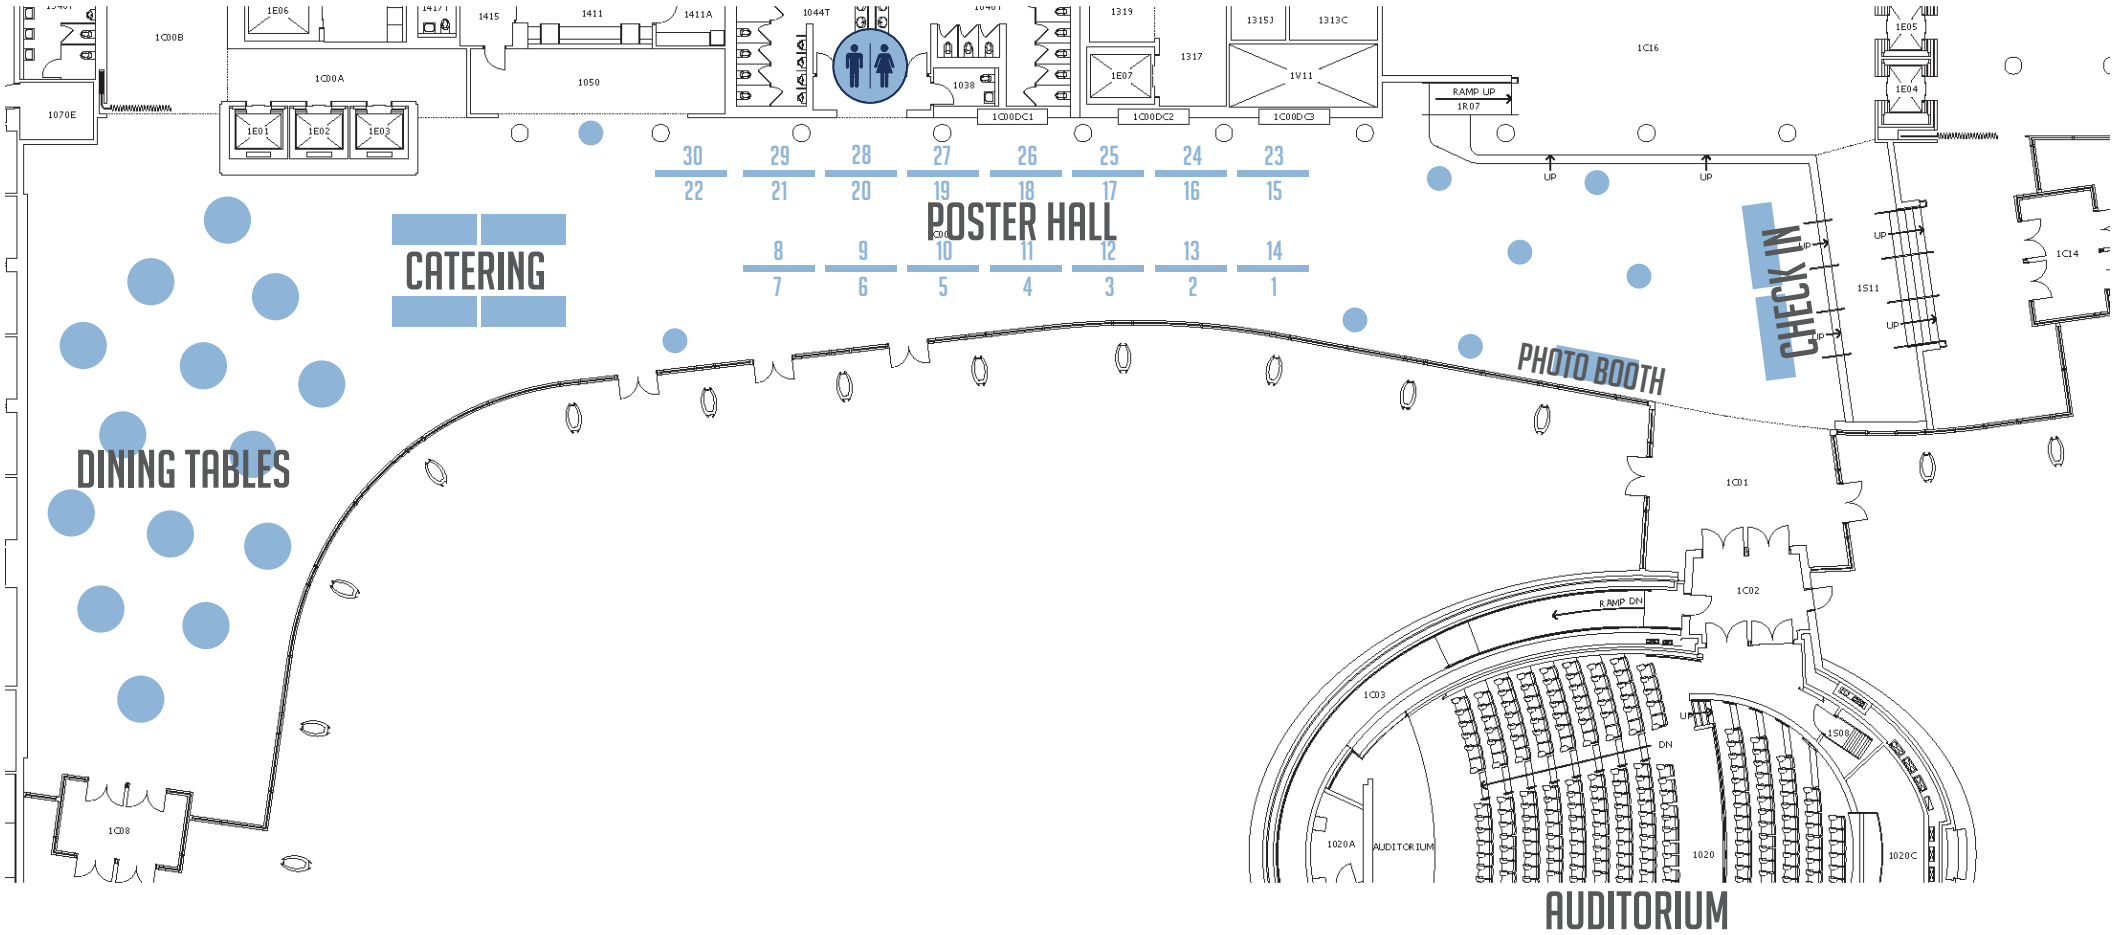 1E06
1417T
1415
1411
1411A
1044T
1319
1315J
1313C
1E05
1C00B
1C00A
1050
1038
1E07
1317
1V11
1C16
RAMP UP
1R07
1E04
1070E
1E01
1E02
1E03
1C00DC1
1C00DC2
1C00DC3
30 29 28 27 26 25 24 23
22 21 20 19 18 17 16 15
UP
UP
POSTER HALL
CATERING
8 9 10 11 12 13 14
7 6 5 4 3 2 1
CHECK IN
UP
UP
UP
UP
1S11
1C14
PHOTO BOOTH
DINING TABLES
1C01
1C02
RAMP DN
1C03
UP
DN
1S08
1C08
1020A
AUDITORIUM
1020
1020C
AUDITORIUM